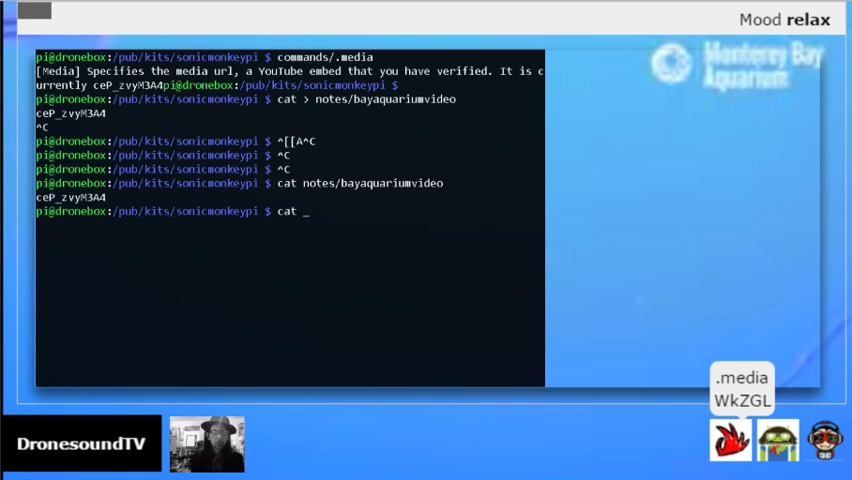 Mood relax
Monterey Bay
Aquarium
pi@dronebox:/pub/kits/sonicmonkeypi $ commands/.media
[Media] Specifies the media url, a YouTube embed that you have verified. It is c
urrently ceP_zvyM3A4pi@dronebox:/pub/kits/sonicmonkeypi $
pi@dronebox:/pub/kits/sonicmonkeypi $ cat > notes/bayaquariumvideo
ceP_zvyM3A4
^C
pi@dronebox:/pub/kits/sonicmonkeypi $ ^[[A^C
pi@dronebox:/pub/kits/sonicmonkeypi $ ^C
pi@dronebox:/pub/kits/sonicmonkeypi $ ^C
pi@dronebox:/pub/kits/sonicmonkeypi $ cat notes/bayaquariumvideo
ceP_zvyM3A4
pi@dronebox:/pub/kits/sonicmonkeypi $ cat _
.media
WkZGL
DronesoundTV